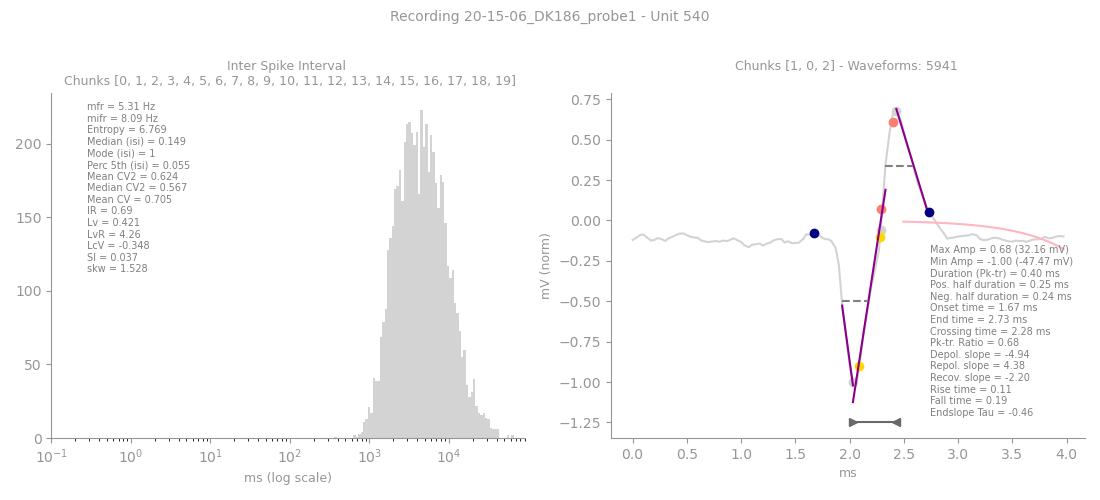 Recording 20-15-06_DK186_probe1 - Unit 540
Inter Spike Interval
Chunks [0, 1, 2, 3, 4, 5, 6, 7, 8, 9, 10, 11, 12, 13, 14, 15, 16, 17, 18, 19]
mfr = 5.31 Hz
mifr = 8.09 Hz
Entropy = 6.769
Median (isi) = 0.149
Mode (isi) = 1
Perc 5th (isi) = 0.055
Mean CV2 = 0.624
Median CV2 = 0.567
Mean CV = 0.705
IR = 0.69
Lv = 0.421
LvR = 4.26
LcV = -0.348
SI = 0.037
skw = 1.528
200
150
100
50
0
10⁻¹ 10⁰ 10¹ 10² 10³ 10⁴
ms (log scale)
Chunks [1, 0, 2] - Waveforms: 5941
mV (norm)
0.75
0.50
0.25
0.00
−0.25
−0.50
−0.75
−1.00
−1.25
Max Amp = 0.68 (32.16 mV)
Min Amp = -1.00 (-47.47 mV)
Duration (Pk-tr) = 0.40 ms
Pos. half duration = 0.25 ms
Neg. half duration = 0.24 ms
Onset time = 1.67 ms
End time = 2.73 ms
Crossing time = 2.28 ms
Pk-tr. Ratio = 0.68
Depol. slope = -4.94
Repol. slope = 4.38
Recov. slope = -2.20
Rise time = 0.11
Fall time = 0.19
Endslope Tau = -0.46
0.0 0.5 1.0 1.5 2.0 2.5 3.0 3.5 4.0
ms